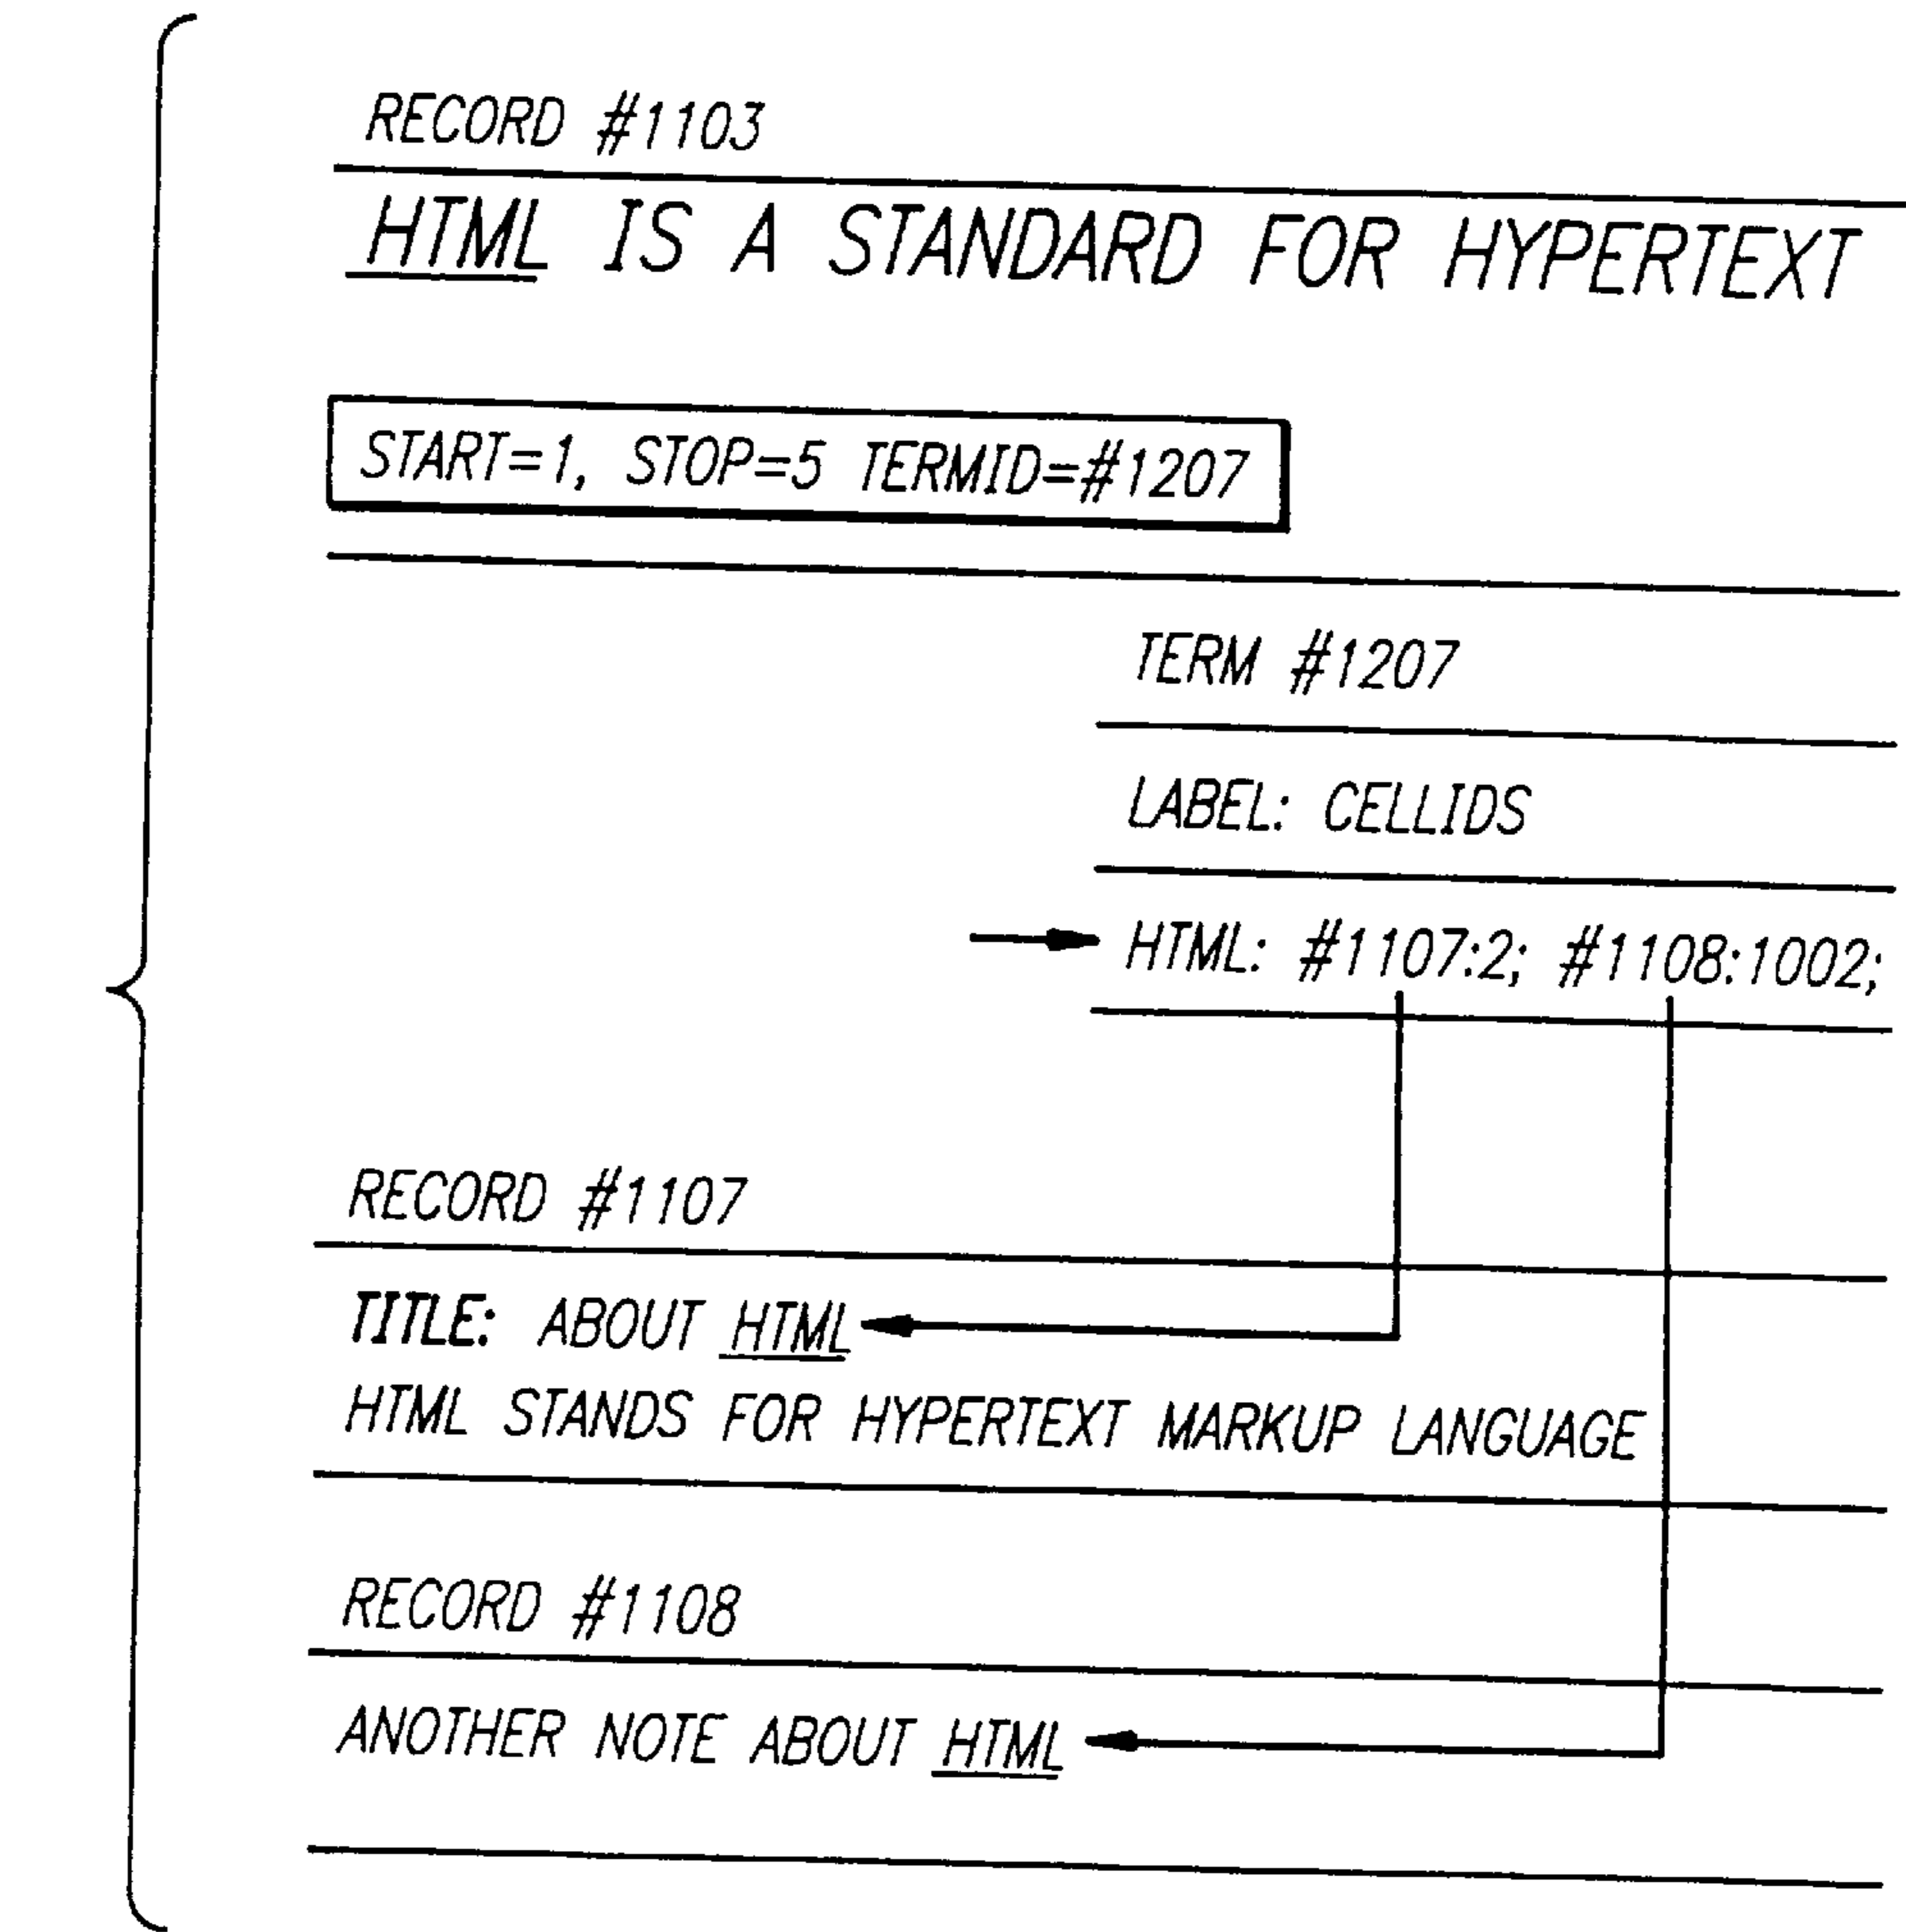 RECORD #1103
HTML IS A STANDARD FOR HYPERTEXT
START=1, STOP=5 TERMID=#1207
TERM #1207
LABEL: CELLIDS
HTML: #1107:2; #1108:1002;
RECORD #1107
TITLE: ABOUT HTML
HTML STANDS FOR HYPERTEXT MARKUP LANGUAGE
RECORD #1108
ANOTHER NOTE ABOUT HTML